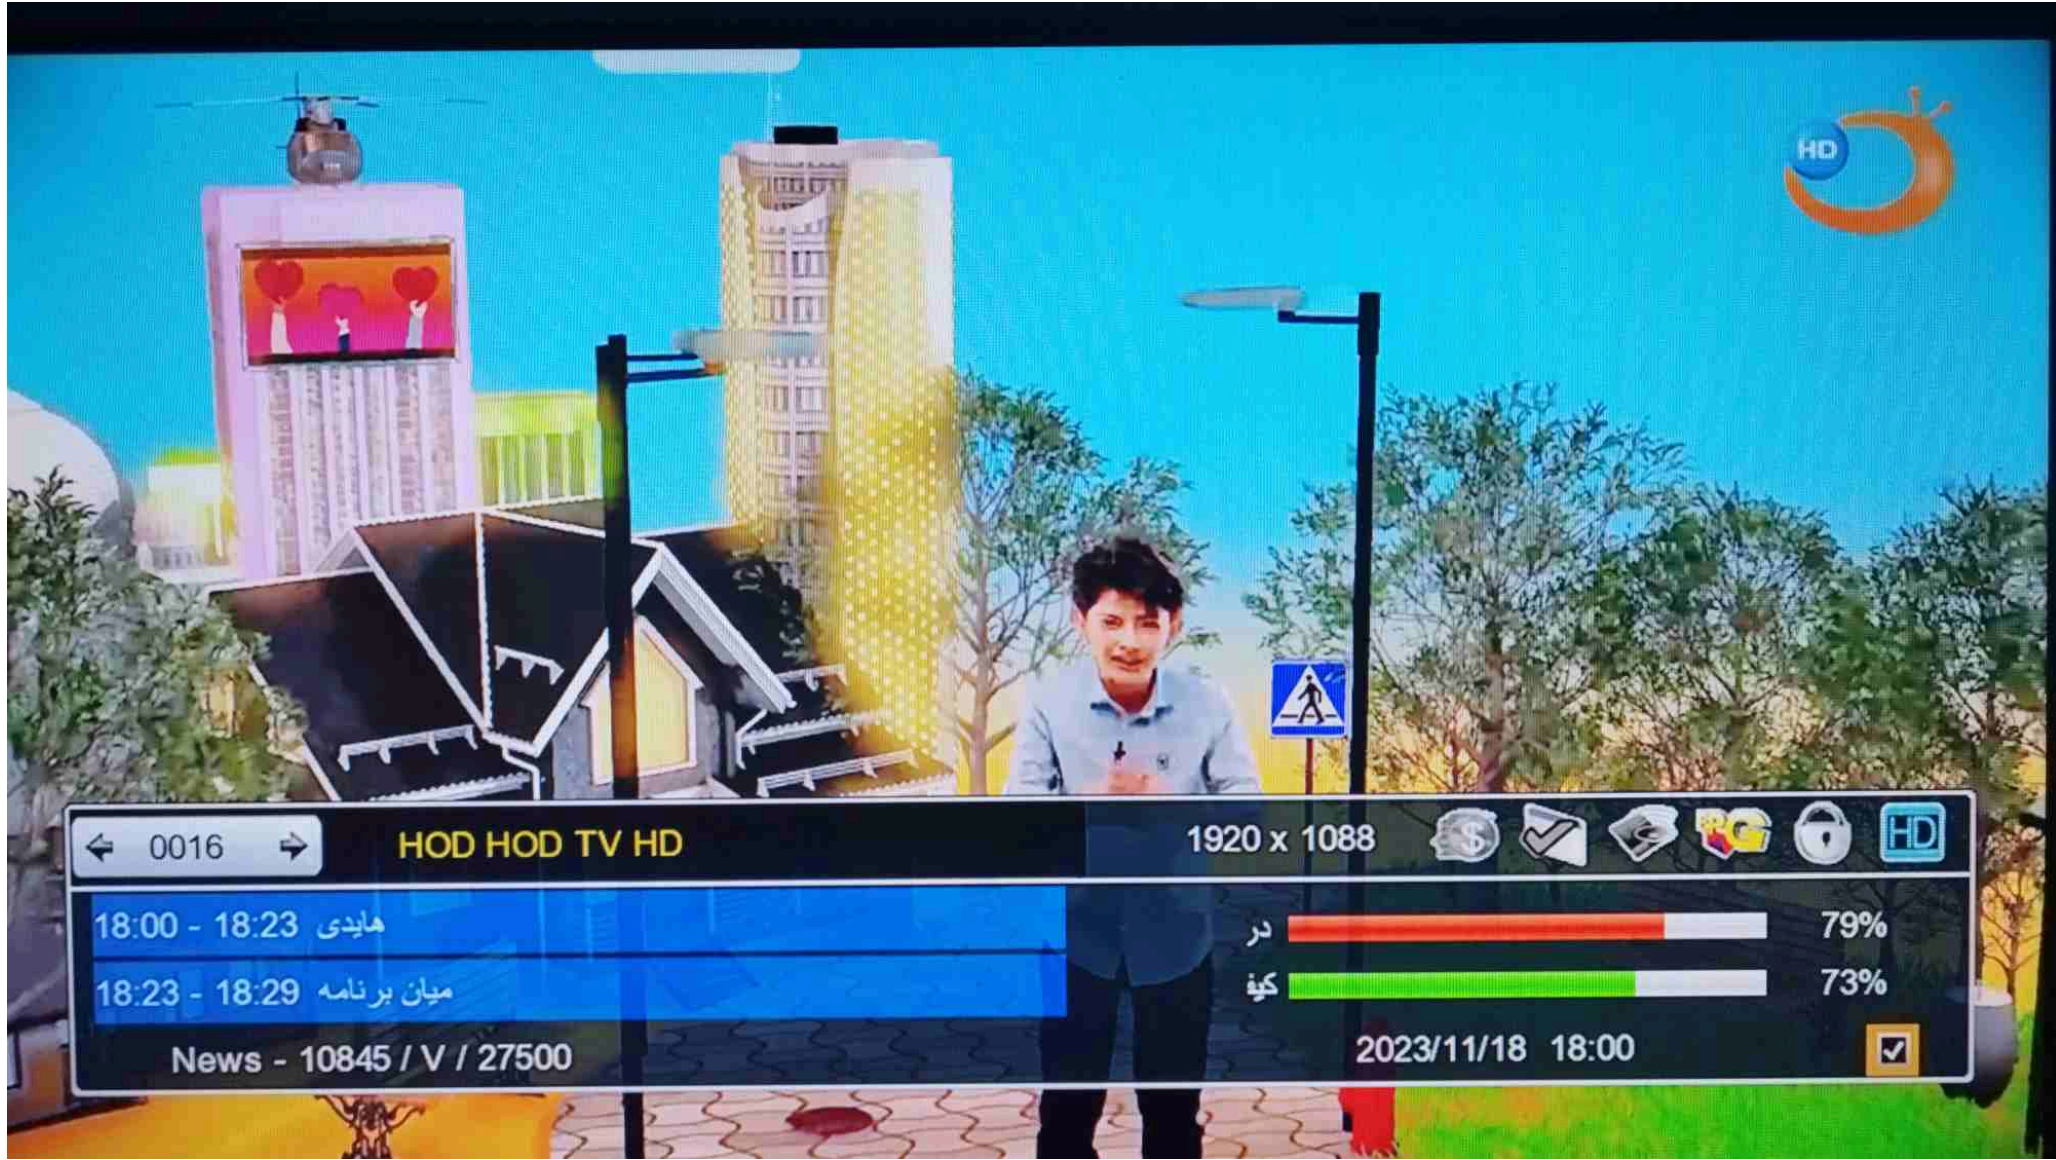 HD
0016 HOD HOD TV HD 1920 x 1088 HD
18:00 - 18:23 هایدی
در 79%
18:23 - 18:29 میان برنامه
کیف 73%
News - 10845 / V / 27500
2023/11/18 18:00